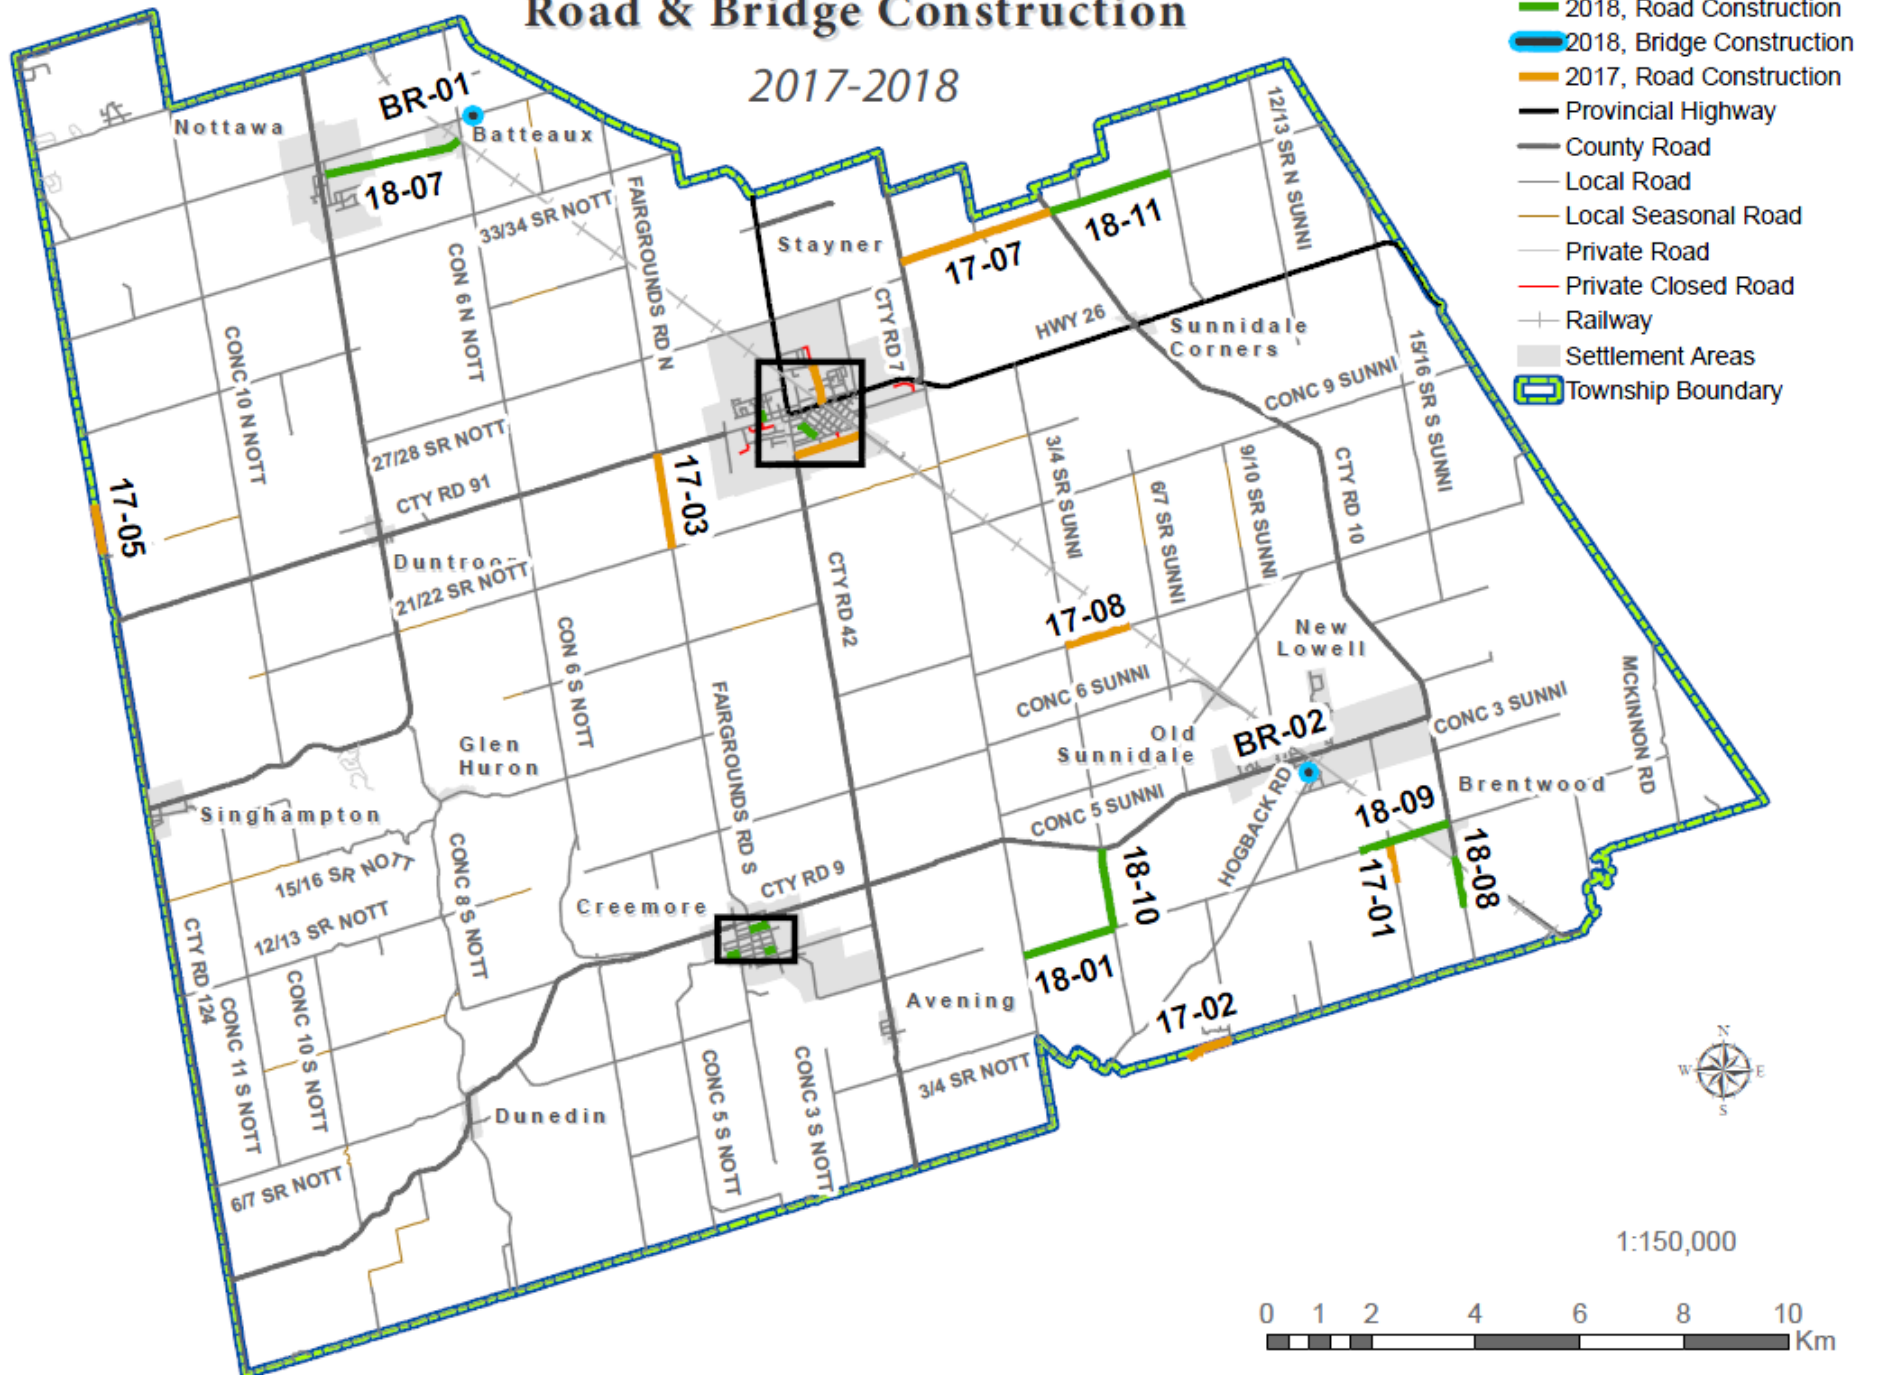 Road & Bridge Construction
2017-2018
2018, Road Construction
2018, Bridge Construction
2017, Road Construction
Provincial Highway
County Road
Local Road
Local Seasonal Road
Private Road
Private Closed Road
Railway
Settlement Areas
Township Boundary
BR-01
Nottawa
Batteaux
18-07
33/34 SR NOTT
FAIRGROUNDS RD N
CON 6 N NOTT
CONC 10 N NOTT
Stayner
CTY RD 7
17-07
18-11
12/13 SR N SUNNI
HWY 26
Sunnidale
Corners
CONC 9 SUNNI
15/16 SR S SUNNI
27/28 SR NOTT
CTY RD 91
17-05
17-03
Duntroo
21/22 SR NOTT
3/4 SR SUNNI
6/7 SR SUNNI
9/10 SR SUNNI
CTY RD 10
CTY RD 42
17-08
New
Lowell
CON 6 S NOTT
CONC 6 SUNNI
CONC 3 SUNNI
MCKINNON RD
FAIRGROUNDS RD S
Old
Sunnidale
BR-02
Glen
Huron
Singhampton
CONC 5 SUNNI
HOGBACK RD
18-09
Brentwood
15/16 SR NOTT
CONC 8 S NOTT
CTY RD 9
18-10
17-01
18-08
Creemore
12/13 SR NOTT
CTY RD 124
18-01
Avening
17-02
CONC 11 S NOTT
CONC 10 S NOTT
CONC 5 S NOTT
CONC 3 S NOTT
3/4 SR NOTT
Dunedin
6/7 SR NOTT
N
W
E
S
1:150,000
0 1 2 4 6 8 10
Km